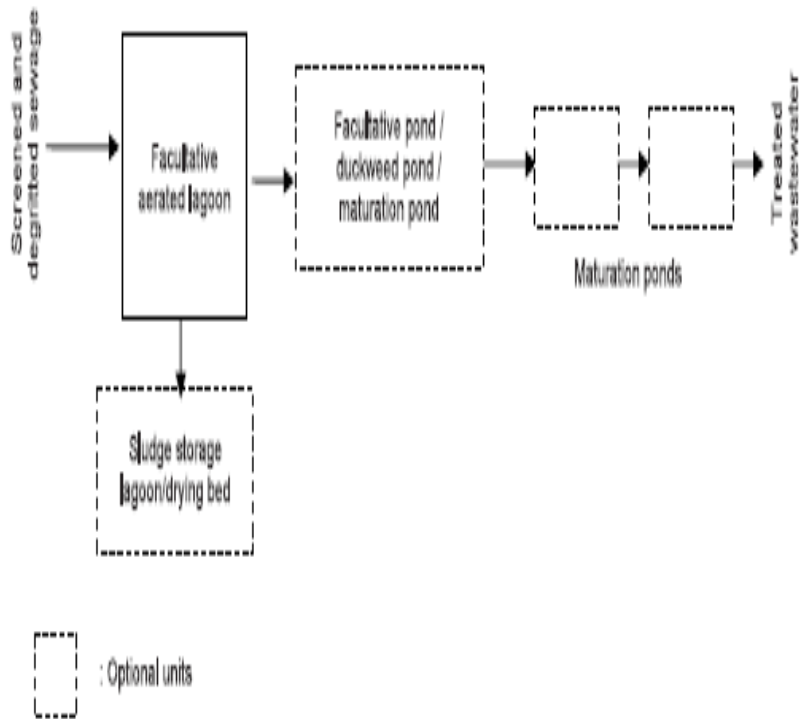 Screened and
degritted sewage
Facultative
aerated lagoon
Facultative pond /
duckweed pond /
maturation pond
Maturation ponds
Treated
wastewater
Sludge storage
lagoon/drying bed
: Optional units